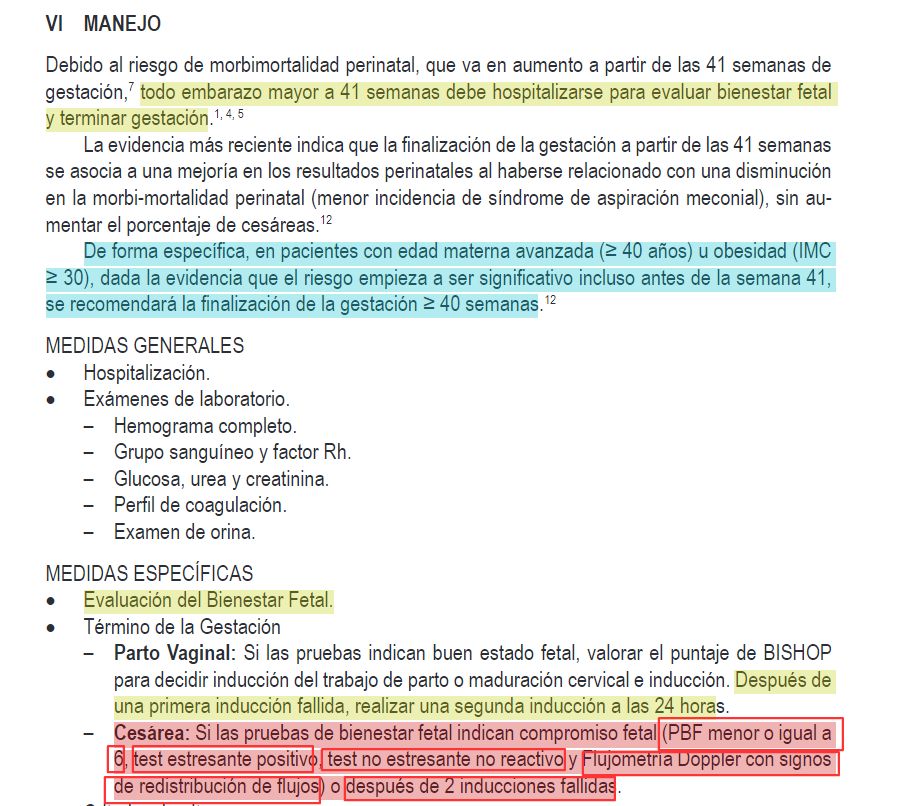 VI MANEJO
Debido al riesgo de morbimortalidad perinatal, que va en aumento a partir de las 41 semanas de
gestación,7 todo embarazo mayor a 41 semanas debe hospitalizarse para evaluar bienestar fetal
y terminar gestación.1, 4, 5
La evidencia más reciente indica que la finalización de la gestación a partir de las 41 semanas
se asocia a una mejoría en los resultados perinatales al haberse relacionado con una disminución
en la morbi-mortalidad perinatal (menor incidencia de síndrome de aspiración meconial), sin au-
mentar el porcentaje de cesáreas.12
De forma específica, en pacientes con edad materna avanzada (≥ 40 años) u obesidad (IMC
≥ 30), dada la evidencia que el riesgo empieza a ser significativo incluso antes de la semana 41,
se recomendará la finalización de la gestación ≥ 40 semanas.12
MEDIDAS GENERALES
• Hospitalización.
• Exámenes de laboratorio.
– Hemograma completo.
– Grupo sanguíneo y factor Rh.
– Glucosa, urea y creatinina.
– Perfil de coagulación.
– Examen de orina.
MEDIDAS ESPECÍFICAS
• Evaluación del Bienestar Fetal.
• Término de la Gestación
– Parto Vaginal: Si las pruebas indican buen estado fetal, valorar el puntaje de BISHOP
para decidir inducción del trabajo de parto o maduración cervical e inducción. Después de
una primera inducción fallida, realizar una segunda inducción a las 24 horas.
– Cesárea: Si las pruebas de bienestar fetal indican compromiso fetal (PBF menor o igual a
6, test estresante positivo, test no estresante no reactivo y Flujometría Doppler con signos
de redistribución de flujos) o después de 2 inducciones fallidas.